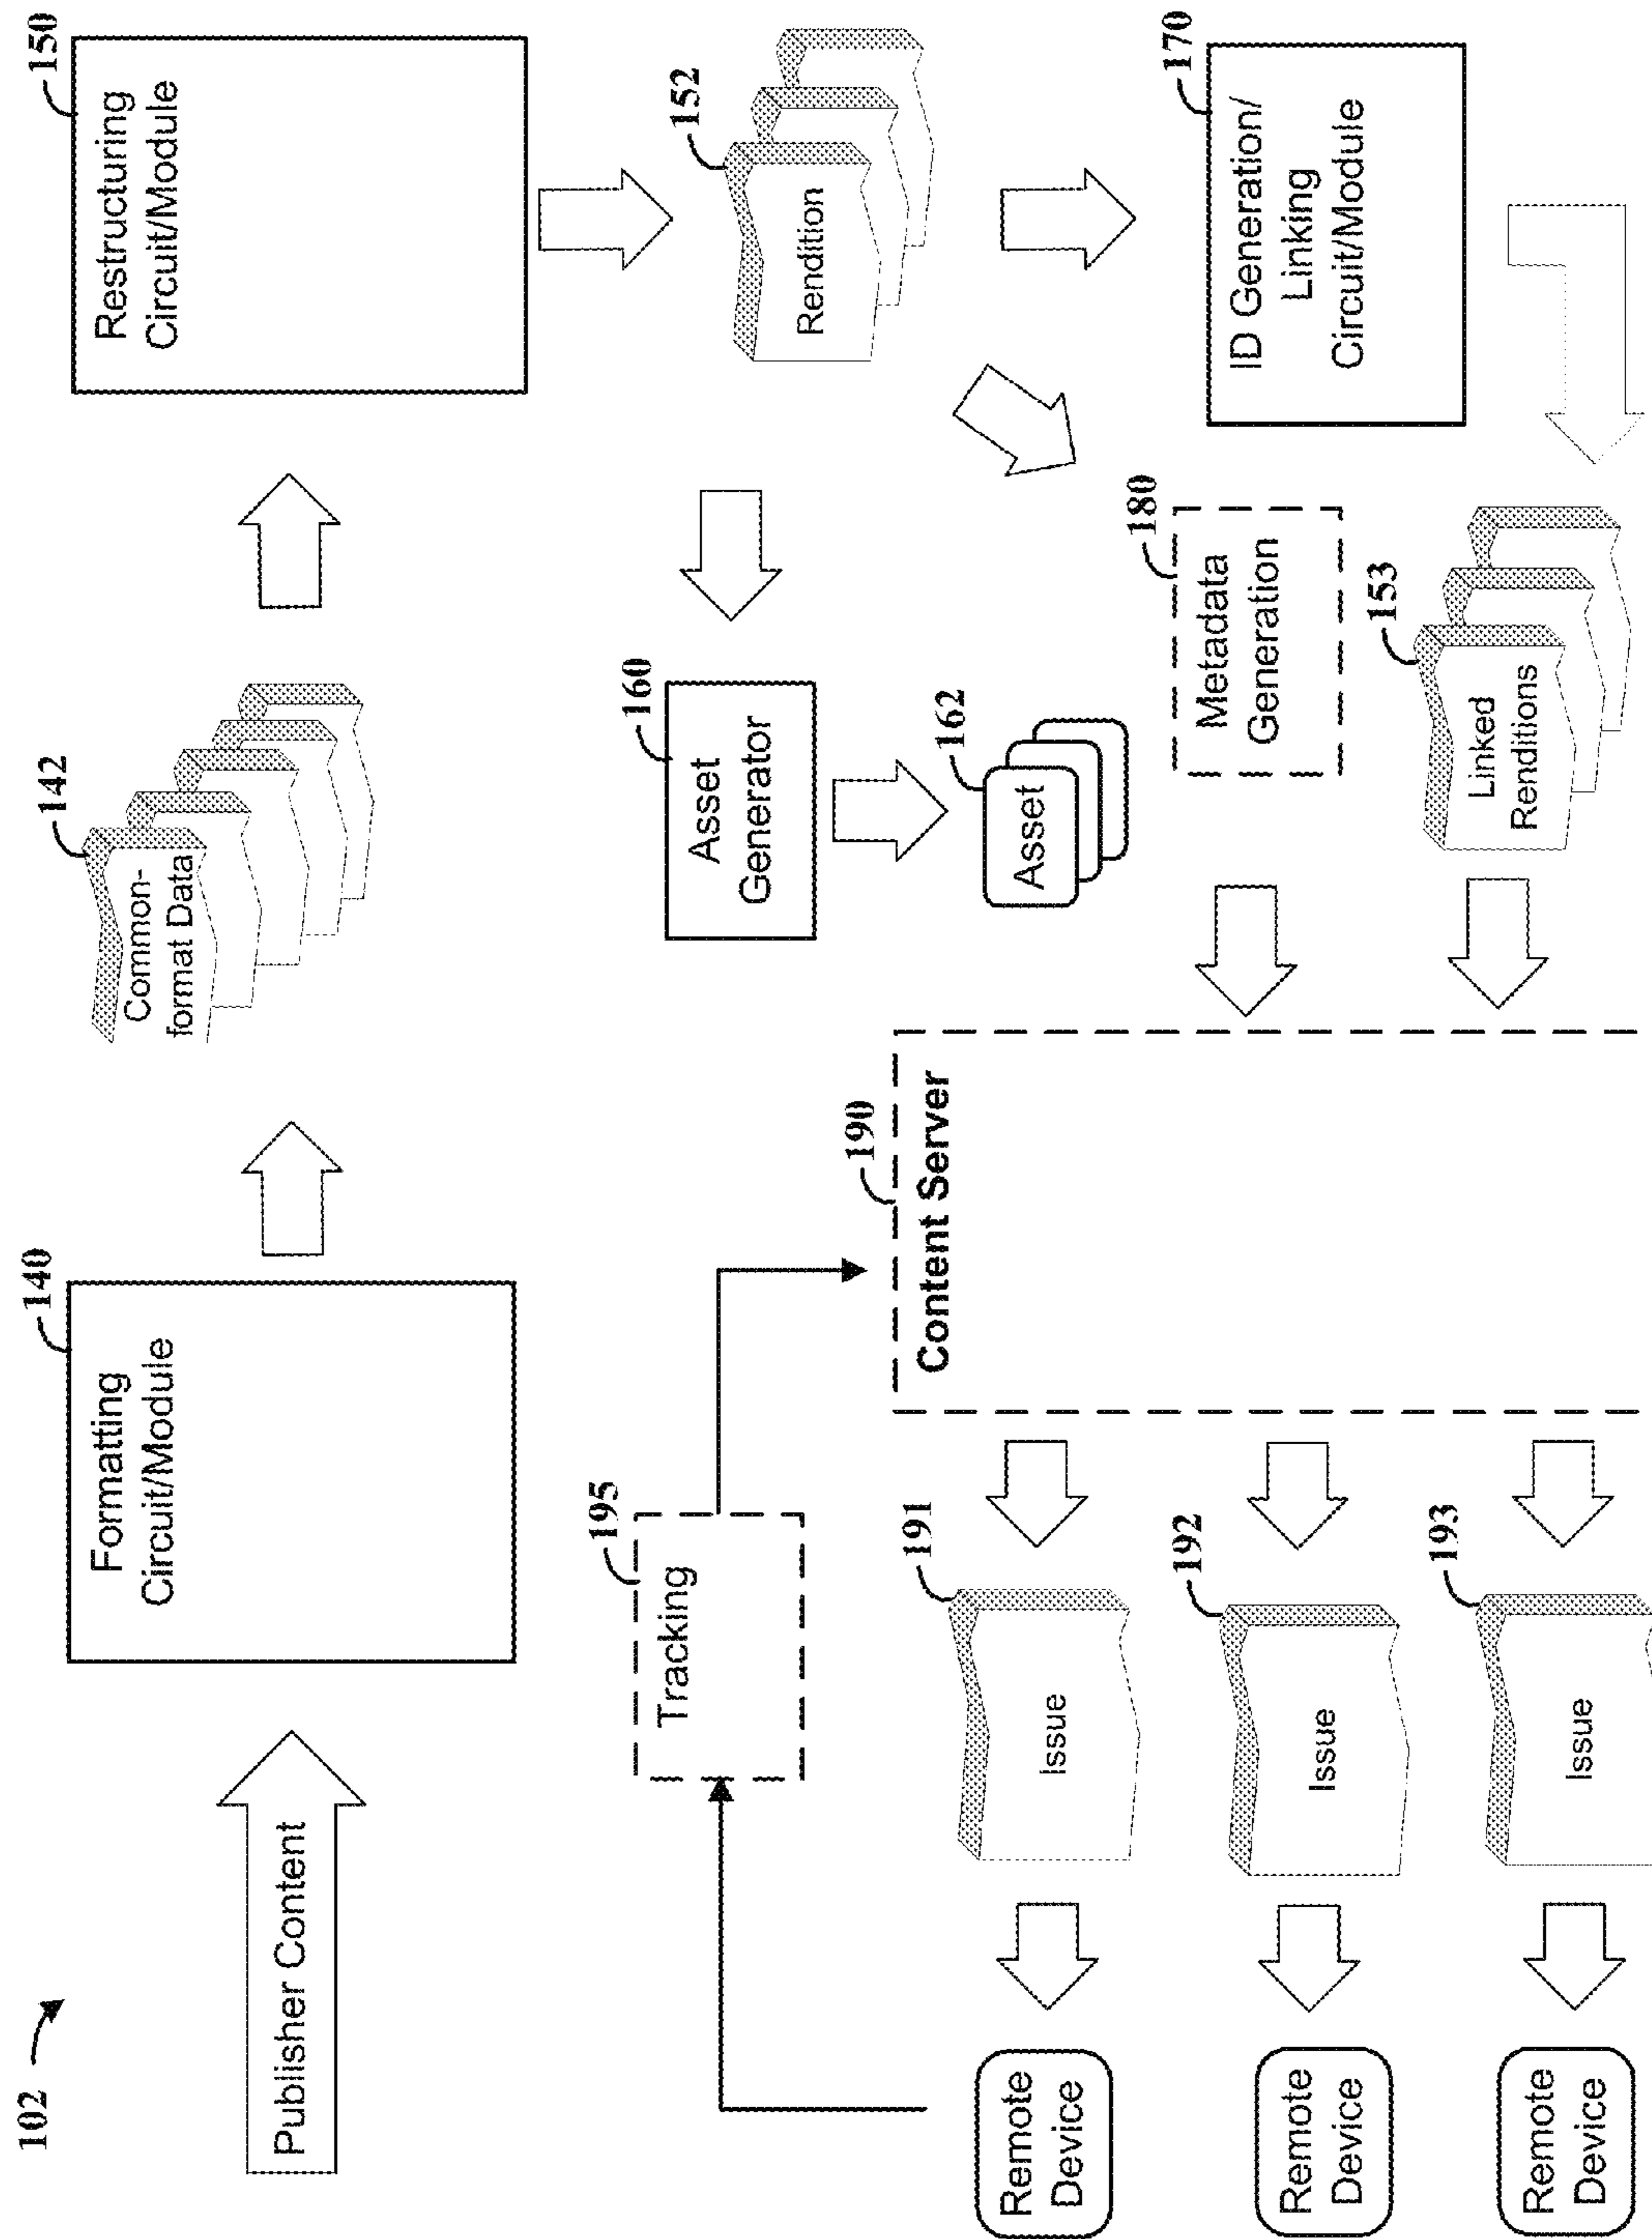 102
Publisher Content
140
Formatting
Circuit/Module
142
Common-
format Data
150
Restructuring
Circuit/Module
195
Tracking
160
Asset
Generator
152
Rendition
162
Asset
190
Content Server
180
Metadata
Generation
170
ID Generation/
Linking
Circuit/Module
153
Linked
Renditions
191
Issue
Remote
Device
192
Issue
Remote
Device
193
Issue
Remote
Device